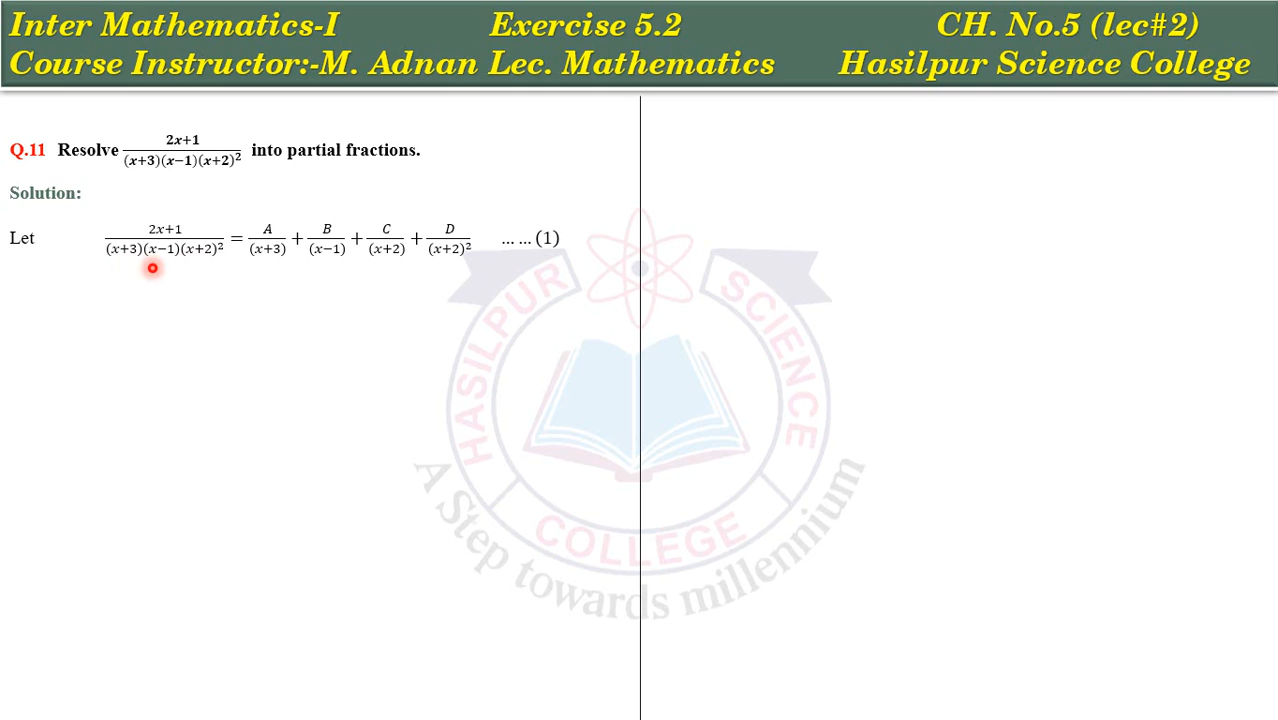 Inter Mathematics-I Exercise 5.2 CH. No.5 (lec#2)
Course Instructor:-M. Adnan Lec. Mathematics Hasilpur Science College
Q.11 Resolve (2x+1)/((x+3)(x−1)(x+2)²) into partial fractions.
Solution:
Let (2x+1)/((x+3)(x−1)(x+2)²) = A/(x+3) + B/(x−1) + C/(x+2) + D/(x+2)² … … (1)
HASILPUR SCIENCE COLLEGE
A Step towards millennium